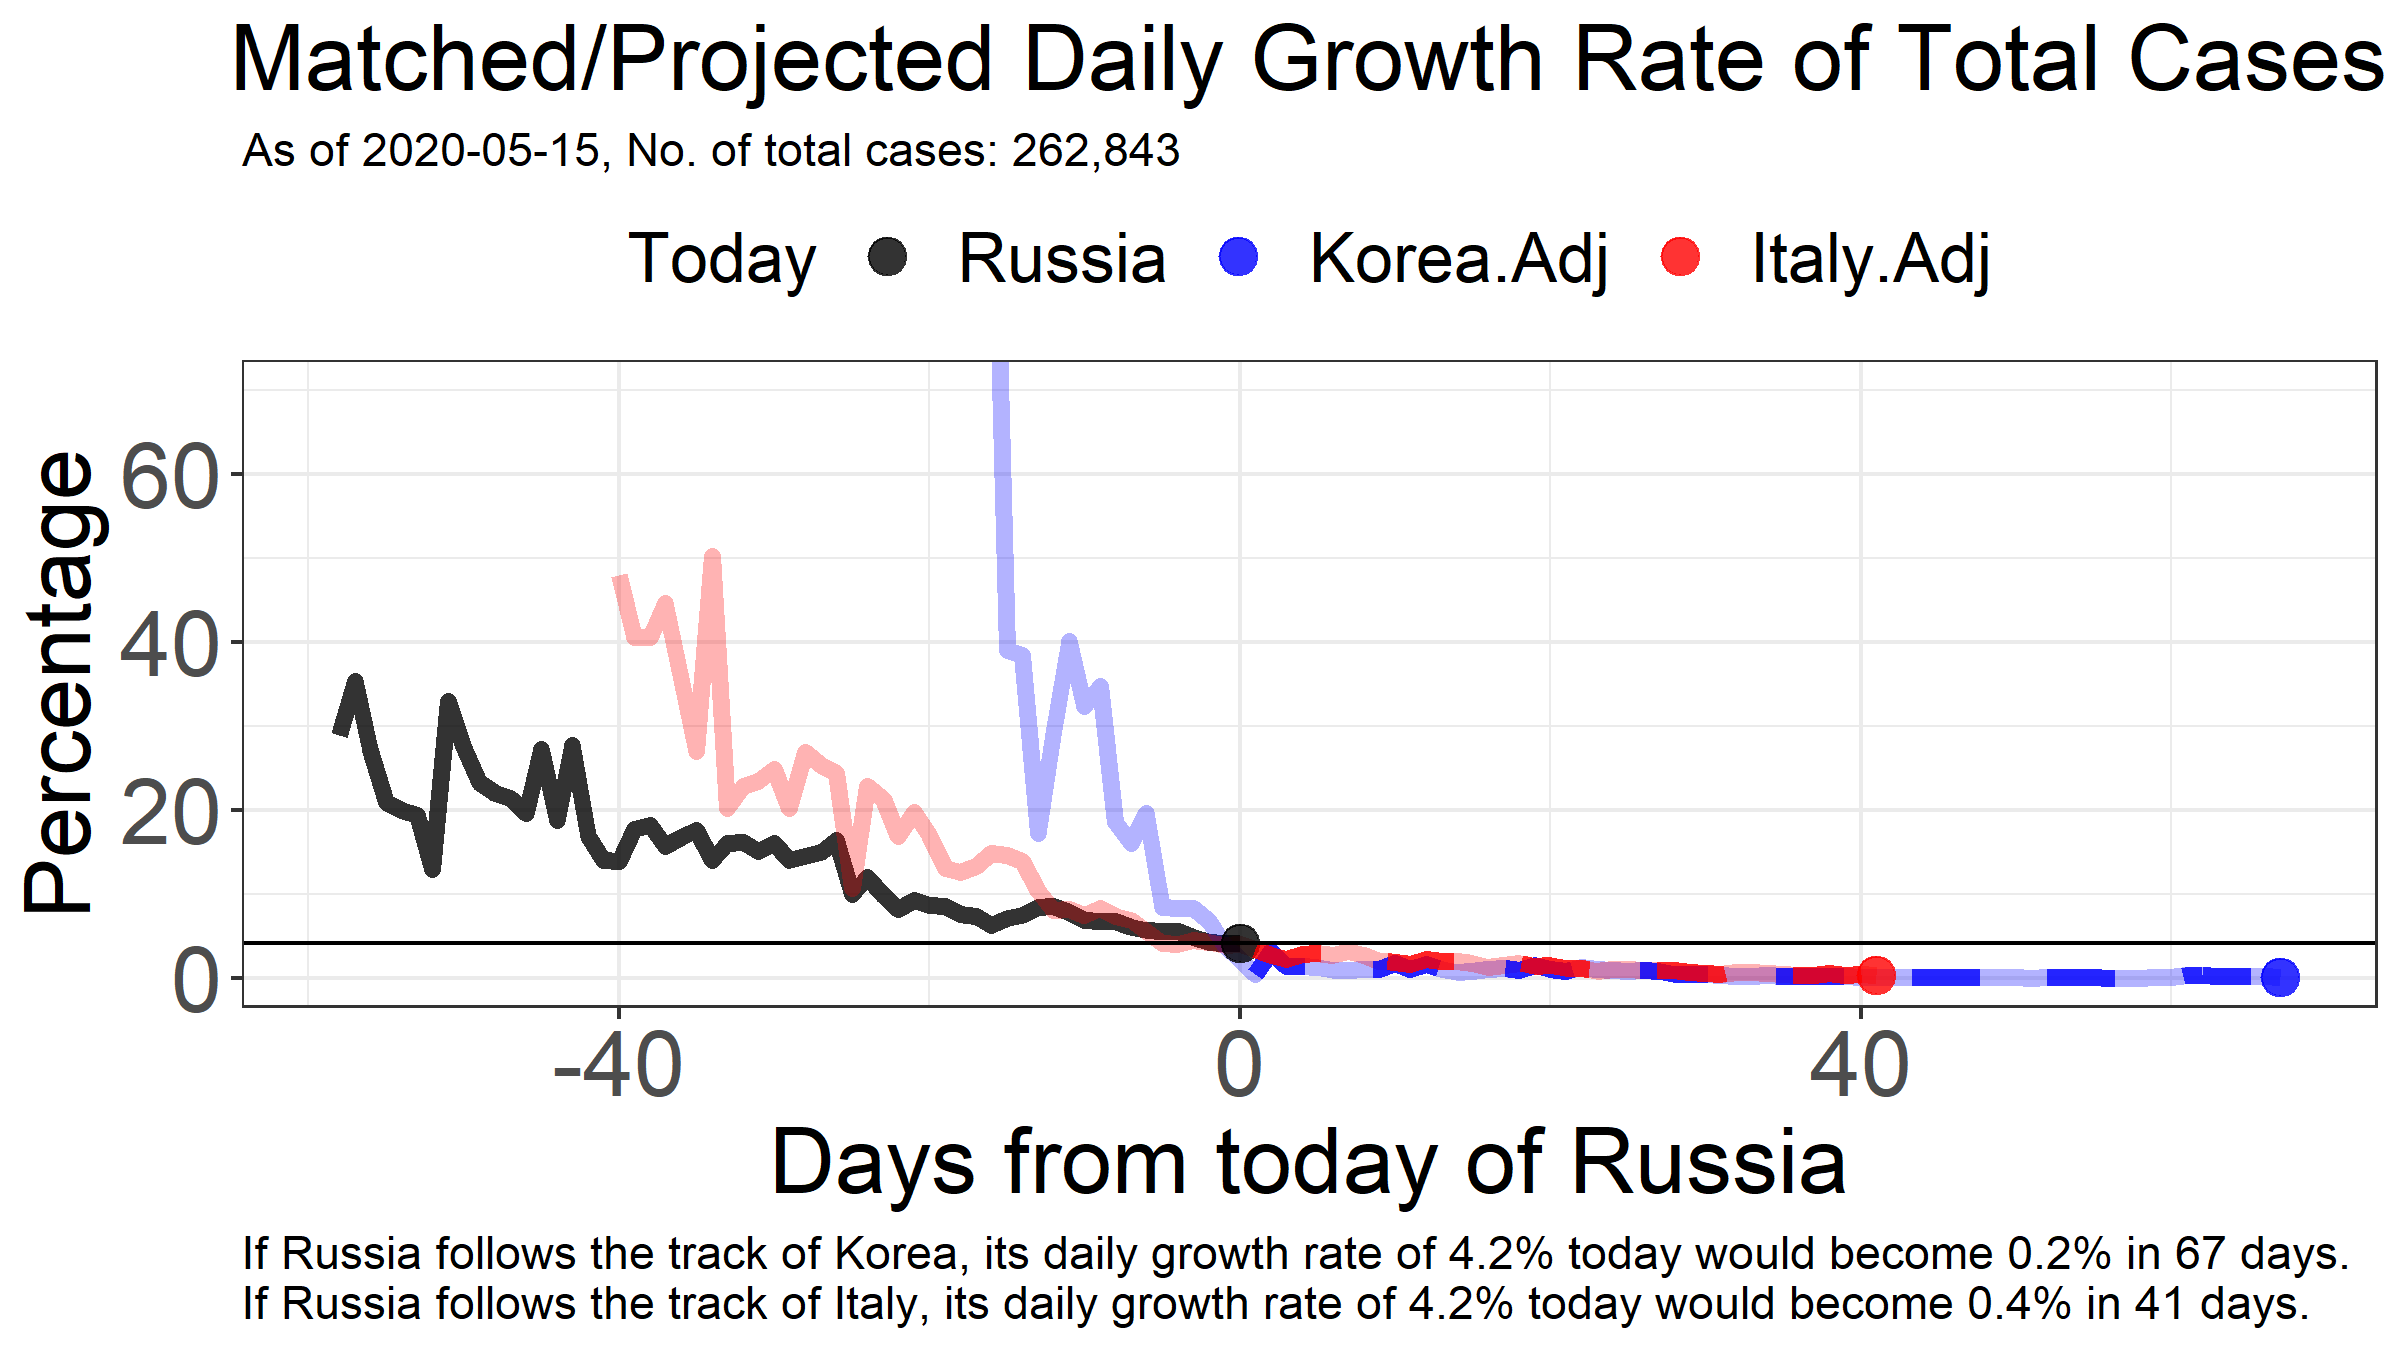 Matched/Projected Daily Growth Rate of Total Cases
As of 2020-05-15, No. of total cases: 262,843
Today Russia Korea.Adj Italy.Adj
Percentage
60
40
20
0
-40 0 40
Days from today of Russia
If Russia follows the track of Korea, its daily growth rate of 4.2% today would become 0.2% in 67 days.
If Russia follows the track of Italy, its daily growth rate of 4.2% today would become 0.4% in 41 days.